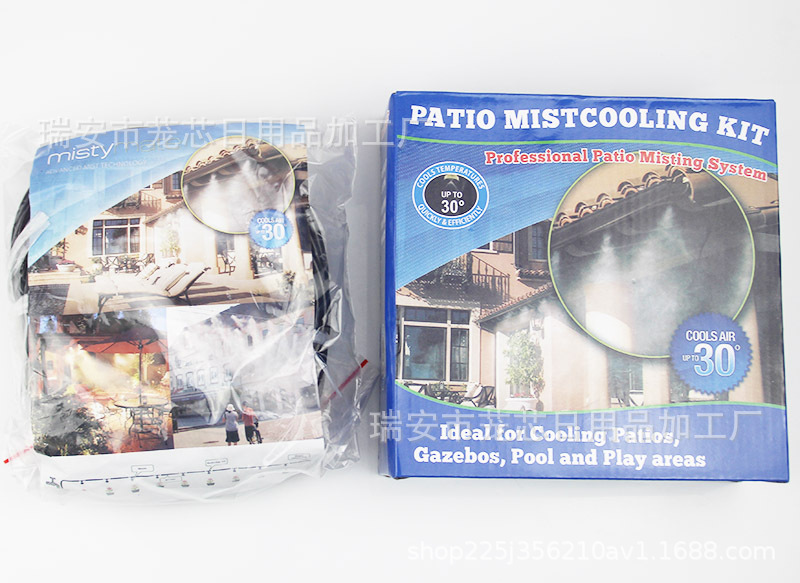 瑞安市龙芯日用品加工厂
misty
COOLS AIR
30
PATIO MISTCOOLING KIT
Professional Patio Misting System
COOLS TEMPERATURES
UP TO
30°
QUICKLY & EFFICIENTLY
COOLS AIR
UP TO 30°
瑞安市龙芯日用品加工厂
Ideal for Cooling Patios,
Gazebos, Pool and Play areas
shop225j356210av1.1688.com